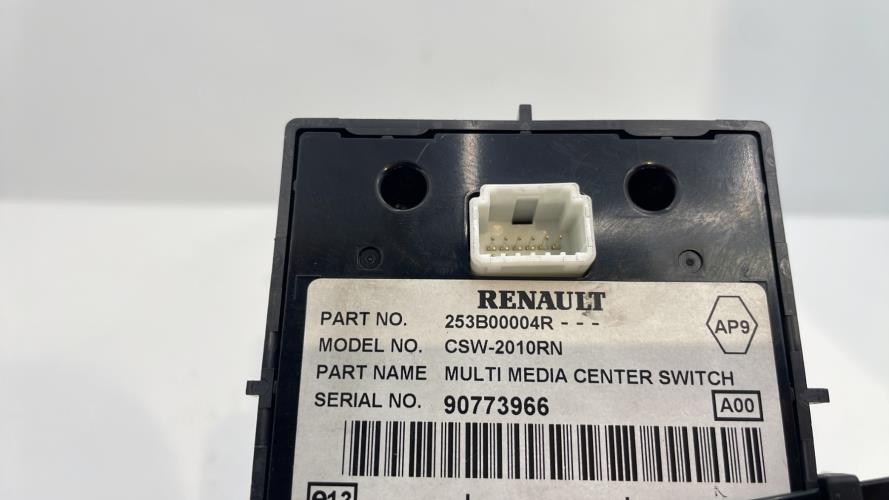 RENAULT
PART NO. 253B00004R - - -
AP9
MODEL NO. CSW-2010RN
PART NAME MULTI MEDIA CENTER SWITCH
SERIAL NO. 90773966
A00
e13